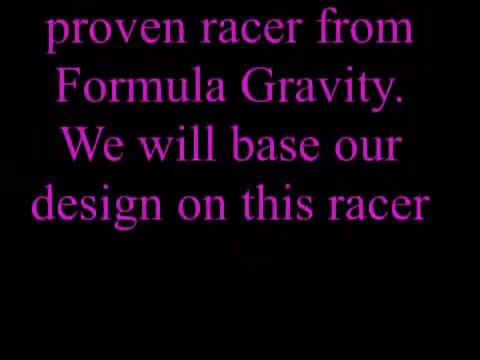 proven racer from
Formula Gravity.
We will base our
design on this racer